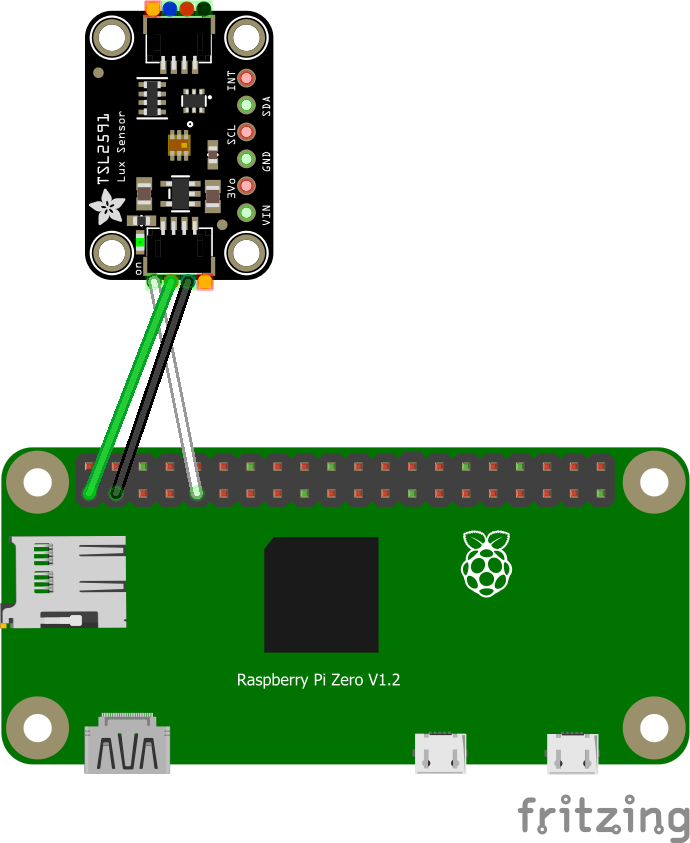 INT
SDA
SCL
GND
3Vo
VIN
TSL2591
Lux Sensor
on
Raspberry Pi Zero V1.2
fritzing